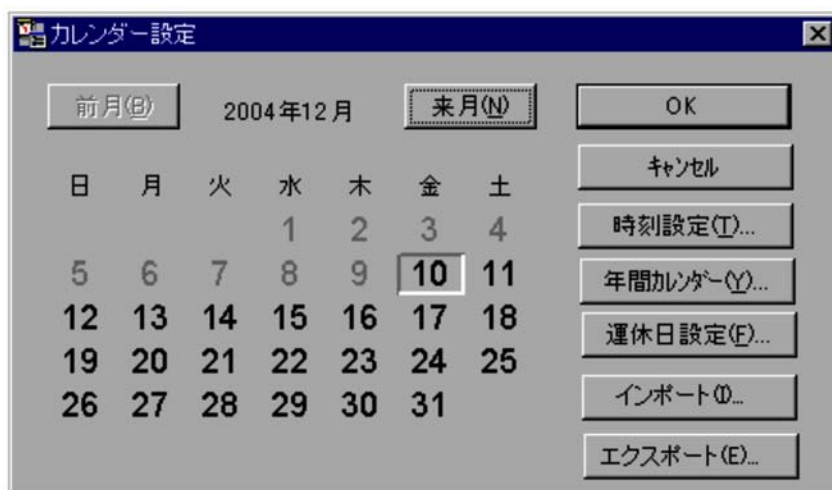 カレンダー設定
前月(B) 2004年12月 来月(N)
日 月 火 水 木 金 土
1 2 3 4
5 6 7 8 9 10 11
12 13 14 15 16 17 18
19 20 21 22 23 24 25
26 27 28 29 30 31
OK
キャンセル
時刻設定(T)...
年間カレンダー(Y)...
運休日設定(F)...
インポート(I)...
エクスポート(E)...